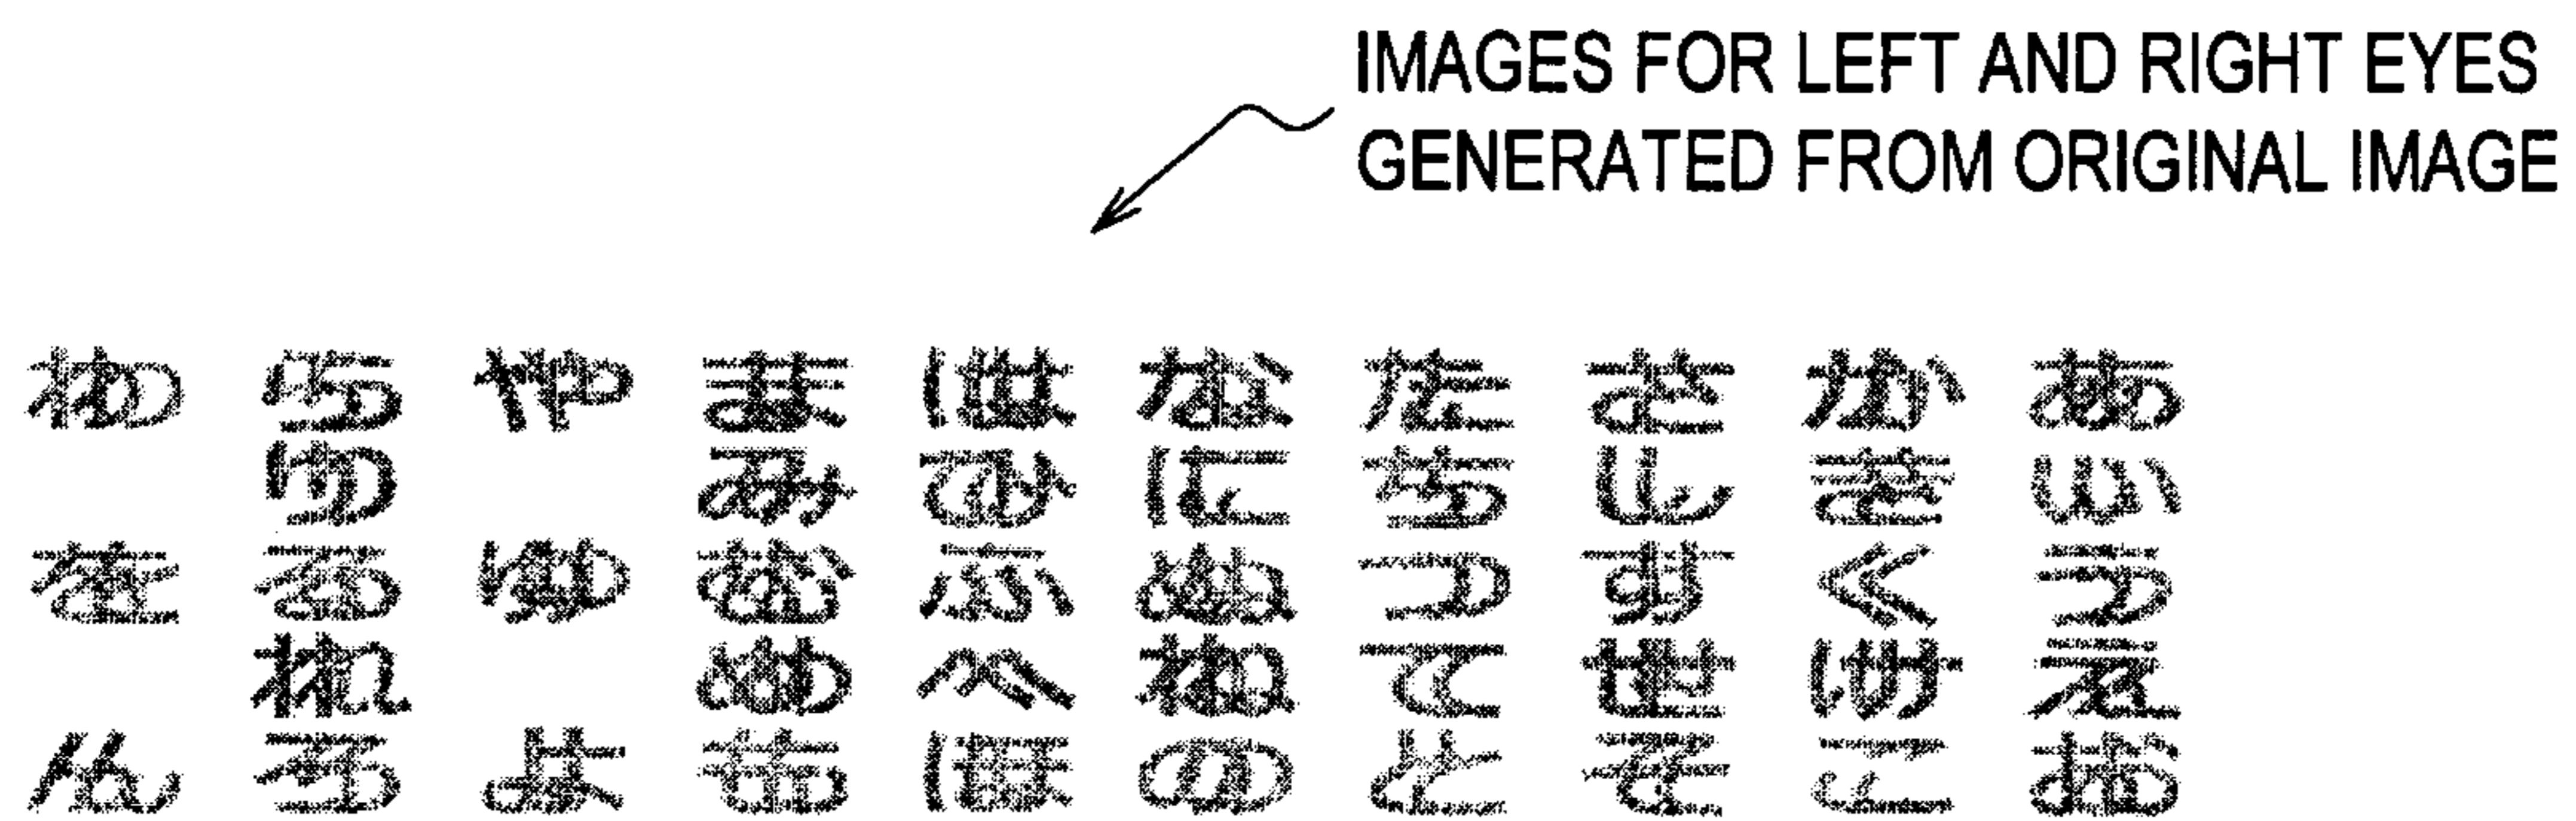 IMAGES FOR LEFT AND RIGHT EYES
GENERATED FROM ORIGINAL IMAGE
わ ら や ま は な た さ か あ
り み ひ に ち し き い
を る ゆ む ふ ぬ つ す く う
れ め へ ね て せ け え
ん ろ よ も ほ の と そ こ お